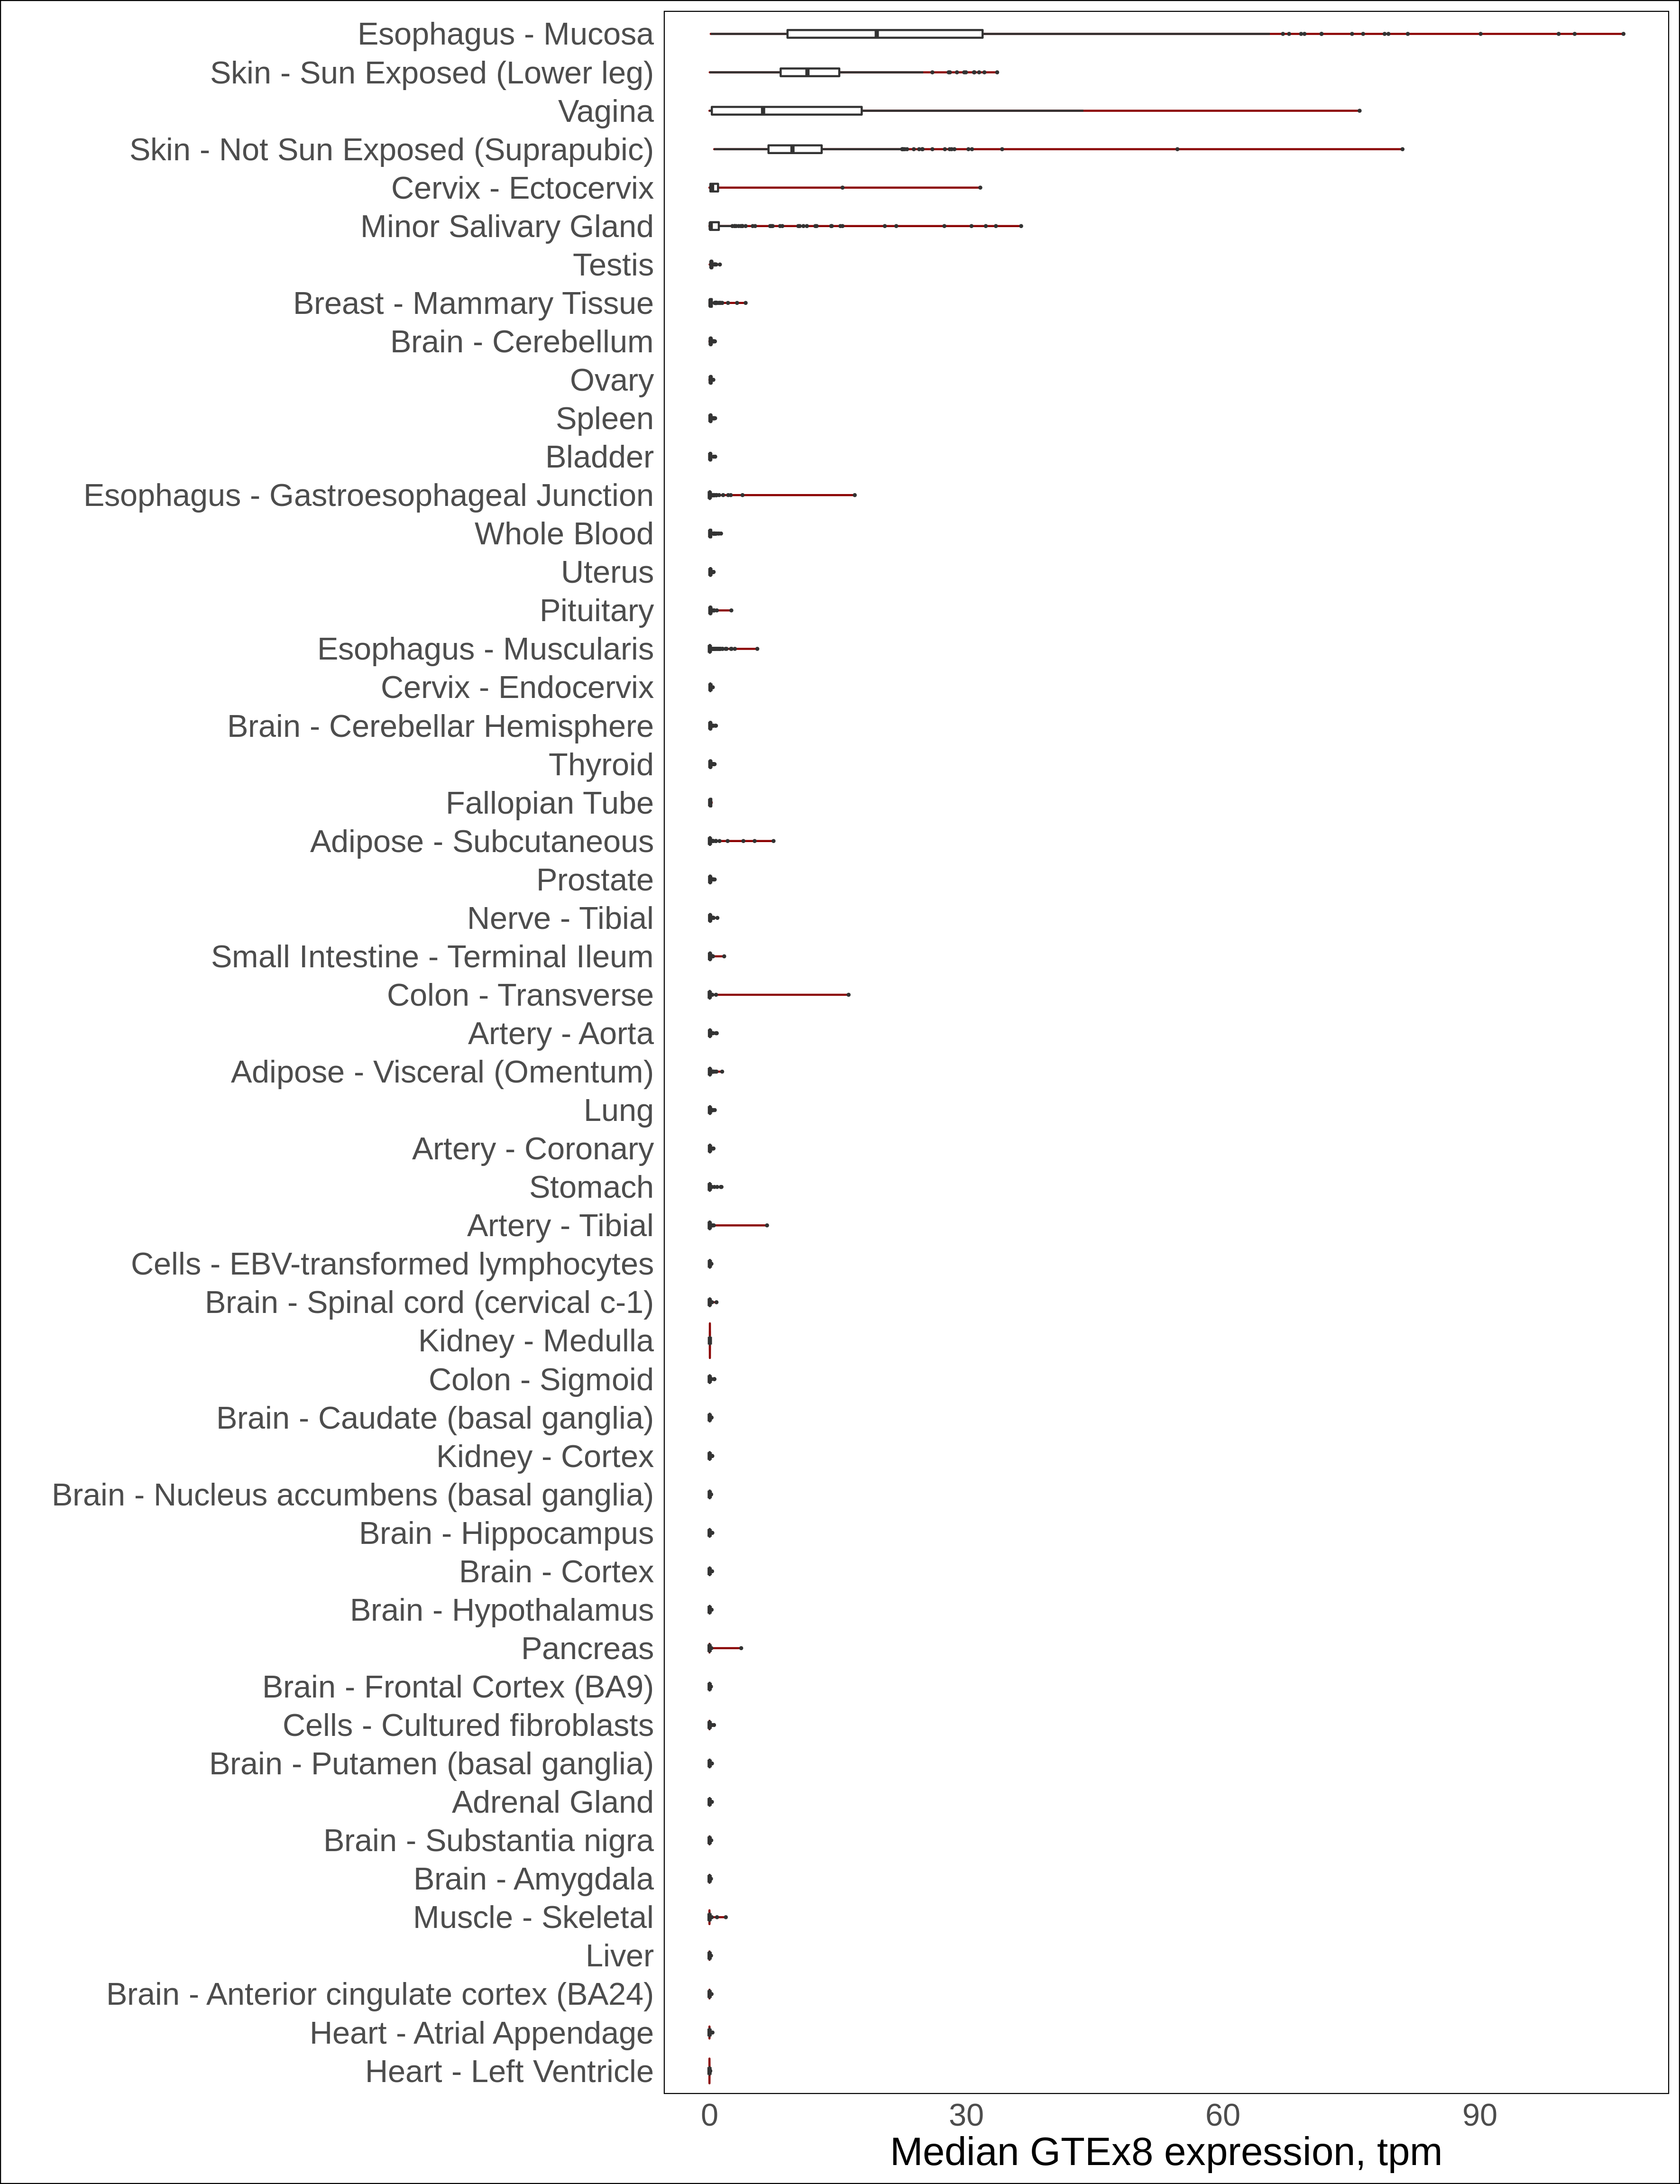 Esophagus - Mucosa
Skin - Sun Exposed (Lower leg)
Vagina
Skin - Not Sun Exposed (Suprapubic)
Cervix - Ectocervix
Minor Salivary Gland
Testis
Breast - Mammary Tissue
Brain - Cerebellum
Ovary
Spleen
Bladder
Esophagus - Gastroesophageal Junction
Whole Blood
Uterus
Pituitary
Esophagus - Muscularis
Cervix - Endocervix
Brain - Cerebellar Hemisphere
Thyroid
Fallopian Tube
Adipose - Subcutaneous
Prostate
Nerve - Tibial
Small Intestine - Terminal Ileum
Colon - Transverse
Artery - Aorta
Adipose - Visceral (Omentum)
Lung
Artery - Coronary
Stomach
Artery - Tibial
Cells - EBV-transformed lymphocytes
Brain - Spinal cord (cervical c-1)
Kidney - Medulla
Colon - Sigmoid
Brain - Caudate (basal ganglia)
Kidney - Cortex
Brain - Nucleus accumbens (basal ganglia)
Brain - Hippocampus
Brain - Cortex
Brain - Hypothalamus
Pancreas
Brain - Frontal Cortex (BA9)
Cells - Cultured fibroblasts
Brain - Putamen (basal ganglia)
Adrenal Gland
Brain - Substantia nigra
Brain - Amygdala
Muscle - Skeletal
Liver
Brain - Anterior cingulate cortex (BA24)
Heart - Atrial Appendage
Heart - Left Ventricle
0 30 60 90
Median GTEx8 expression, tpm